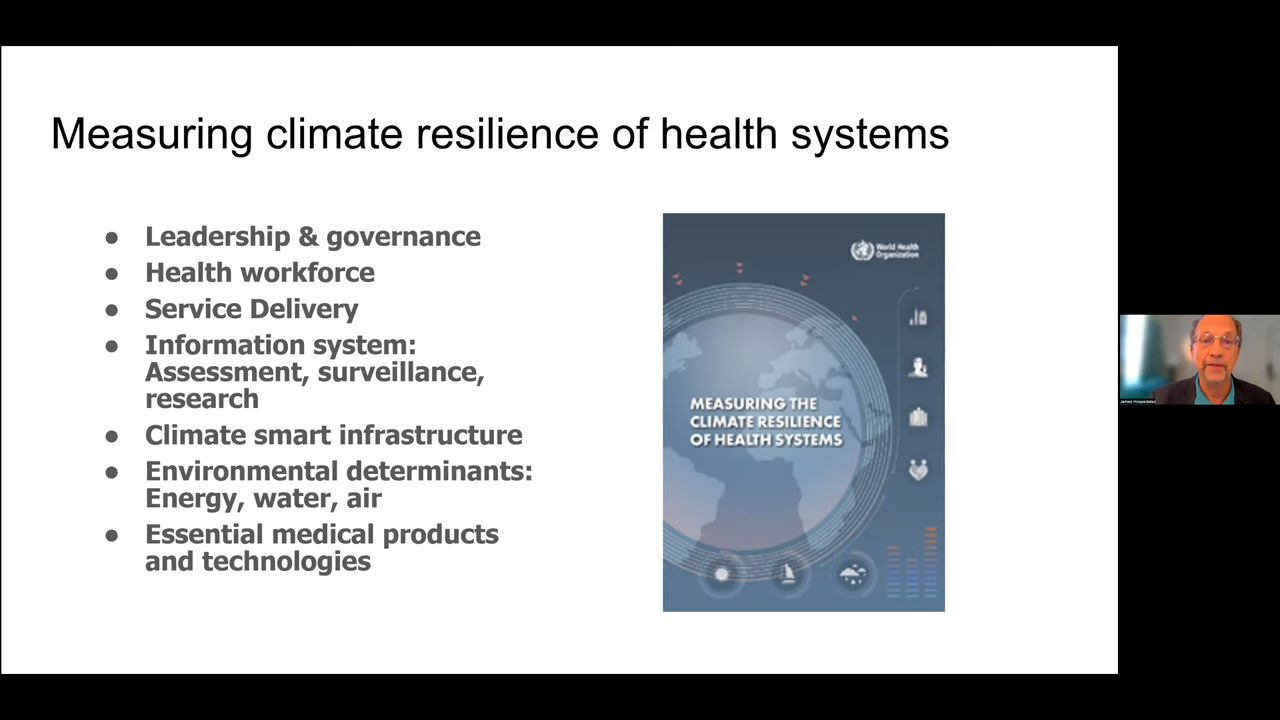 Measuring climate resilience of health systems
● Leadership & governance
● Health workforce
● Service Delivery
● Information system:
Assessment, surveillance,
research
● Climate smart infrastructure
● Environmental determinants:
Energy, water, air
● Essential medical products
and technologies
World Health
Organization
MEASURING THE
CLIMATE RESILIENCE
OF HEALTH SYSTEMS
James Hospedales